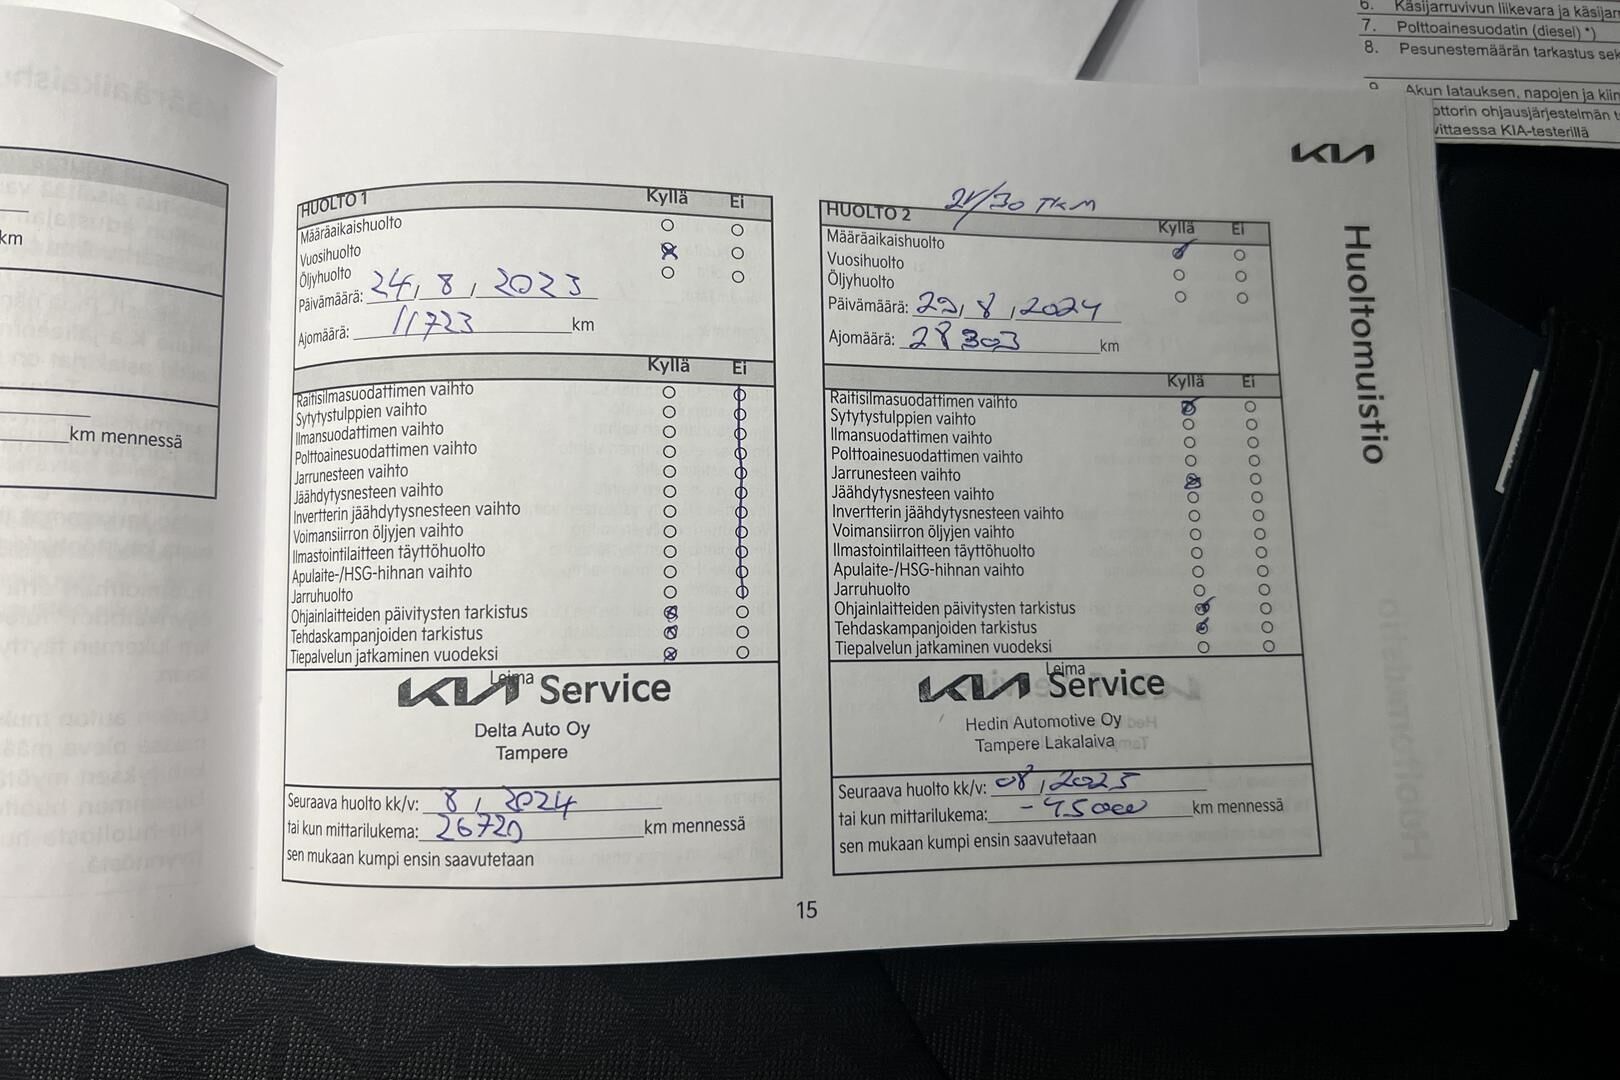 6. Käsijarruvivun liikevara ja käsijar
7. Polttoainesuodatin (diesel) *)
8. Pesunestemäärän tarkastus sek
9. Akun latauksen, napojen ja kiin
ottorin ohjausjärjestelmän t
vittaessa KIA-testerillä
km
km mennessä
KIA
Huoltomuistio
HUOLTO 1 Kyllä Ei
Määräaikaishuolto
Vuosihuolto
Öljyhuolto
Päivämäärä: 24, 8, 2023
Ajomäärä: 11723 km
Kyllä Ei
Raitisilmasuodattimen vaihto
Sytytystulppien vaihto
Ilmansuodattimen vaihto
Polttoainesuodattimen vaihto
Jarrunesteen vaihto
Jäähdytysnesteen vaihto
Invertterin jäähdytysnesteen vaihto
Voimansiirron öljyjen vaihto
Ilmastointilaitteen täyttöhuolto
Apulaite-/HSG-hihnan vaihto
Jarruhuolto
Ohjainlaitteiden päivitysten tarkistus
Tehdaskampanjoiden tarkistus
Tiepalvelun jatkaminen vuodeksi
Leima
KIA Service
Delta Auto Oy
Tampere
Seuraava huolto kk/v: 8, 2024
tai kun mittarilukema: 26720 km mennessä
sen mukaan kumpi ensin saavutetaan
2V/30 TKM
HUOLTO 2 Kyllä Ei
Määräaikaishuolto
Vuosihuolto
Öljyhuolto
Päivämäärä: 29, 8, 2024
Ajomäärä: 28303 km
Kyllä Ei
Raitisilmasuodattimen vaihto
Sytytystulppien vaihto
Ilmansuodattimen vaihto
Polttoainesuodattimen vaihto
Jarrunesteen vaihto
Jäähdytysnesteen vaihto
Invertterin jäähdytysnesteen vaihto
Voimansiirron öljyjen vaihto
Ilmastointilaitteen täyttöhuolto
Apulaite-/HSG-hihnan vaihto
Jarruhuolto
Ohjainlaitteiden päivitysten tarkistus
Tehdaskampanjoiden tarkistus
Tiepalvelun jatkaminen vuodeksi
Leima
KIA Service
Hedin Automotive Oy
Tampere Lakalaiva
Seuraava huolto kk/v: 08, 2025
tai kun mittarilukema: -45000 km mennessä
sen mukaan kumpi ensin saavutetaan
15